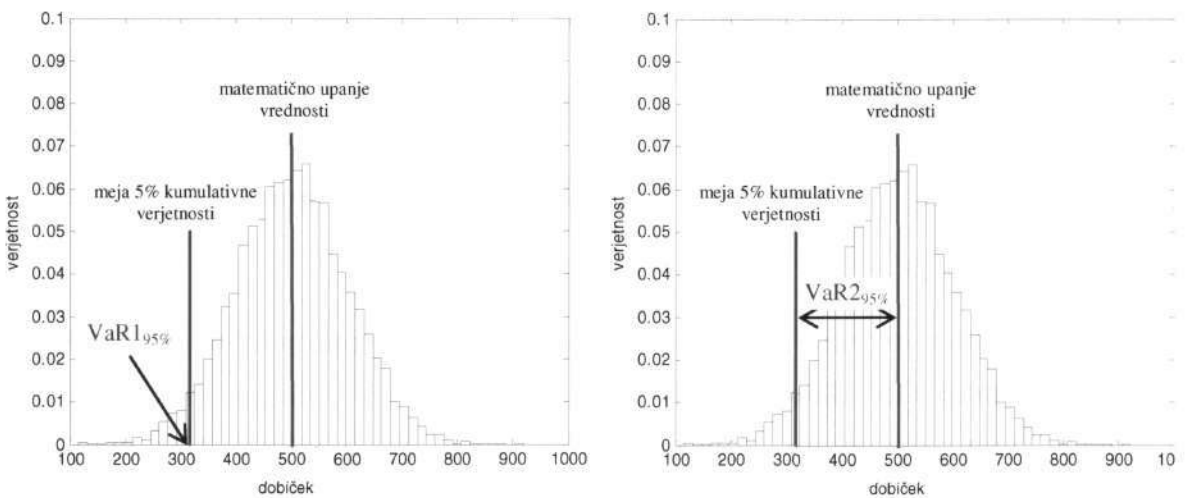 0.1
0.09
0.08
0.07
0.06
0.05
0.04
0.03
0.02
0.01
0
verjetnost
matematično upanje
vrednosti
meja 5% kumulativne
verjetnosti
VaR195%
100 200 300 400 500 600 700 800 900 1000
dobiček
0.1
0.09
0.08
0.07
0.06
0.05
0.04
0.03
0.02
0.01
0
verjetnost
matematično upanje
vrednosti
meja 5% kumulativne
verjetnosti
VaR295%
100 200 300 400 500 600 700 800 900 10
dobiček